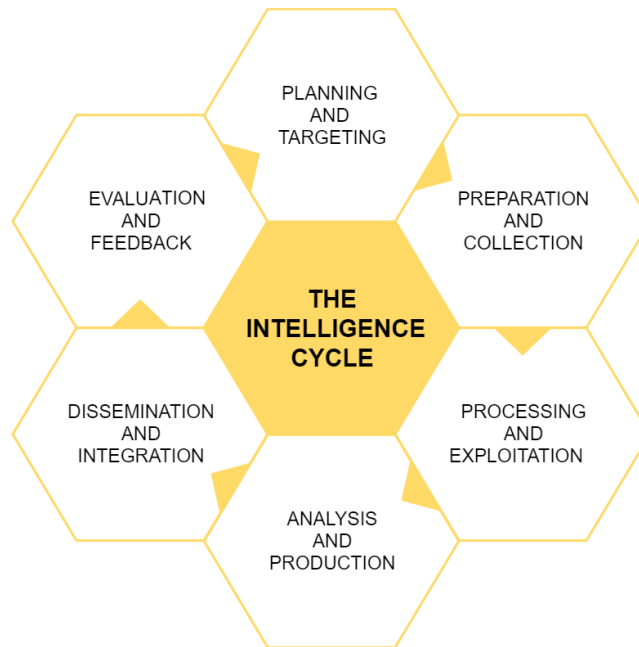 PLANNING
AND
TARGETING
PREPARATION
AND
COLLECTION
PROCESSING
AND
EXPLOITATION
ANALYSIS
AND
PRODUCTION
DISSEMINATION
AND
INTEGRATION
EVALUATION
AND
FEEDBACK
THE
INTELLIGENCE
CYCLE